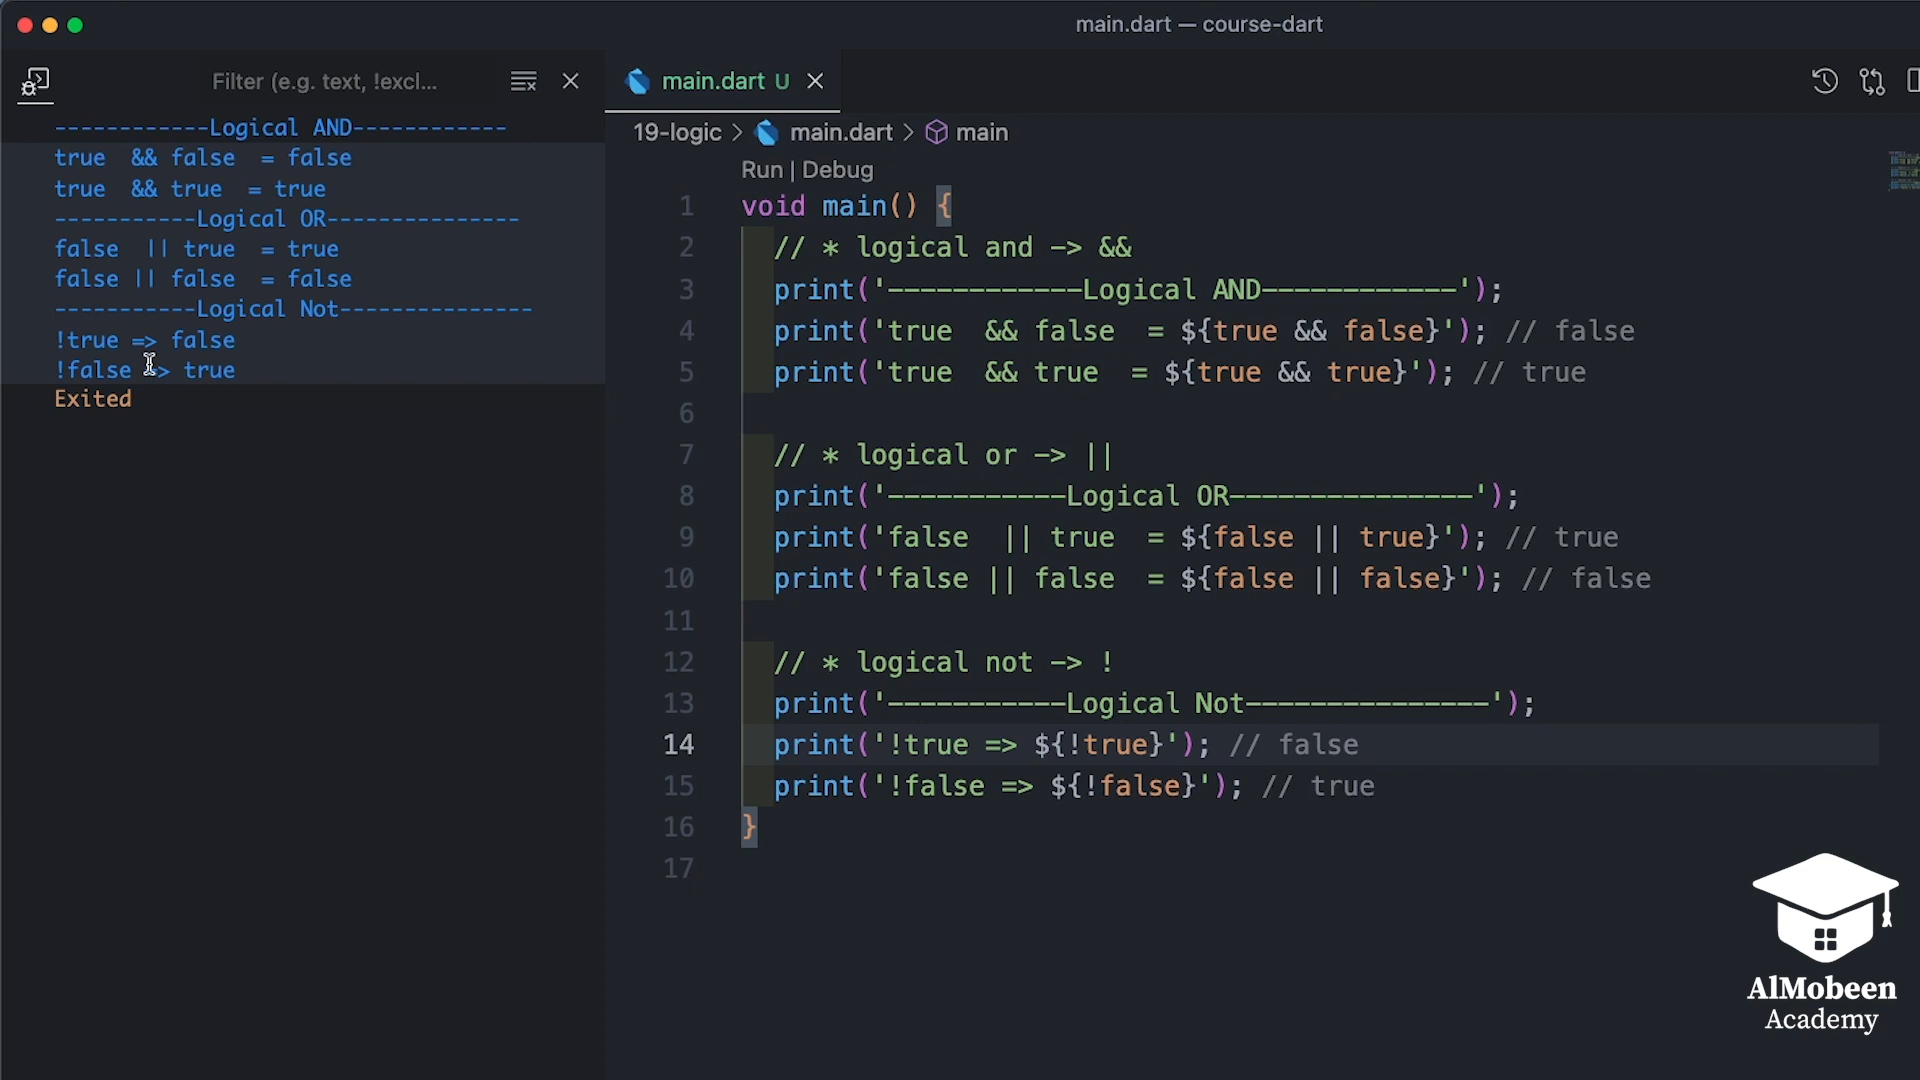 main.dart — course-dart
Filter (e.g. text, !excl...
main.dart U
19-logic > main.dart > main
------------Logical AND------------
true  && false  = false
true  && true  = true
-----------Logical OR---------------
false  || true  = true
false || false  = false
-----------Logical Not---------------
!true => false
!false => true
Exited
Run | Debug
1 void main() {
2 // * logical and -> &&
3 print('------------Logical AND------------');
4 print('true  && false  = ${true && false}'); // false
5 print('true  && true  = ${true && true}'); // true
6
7 // * logical or -> ||
8 print('-----------Logical OR---------------');
9 print('false  || true  = ${false || true}'); // true
10 print('false || false  = ${false || false}'); // false
11
12 // * logical not -> !
13 print('-----------Logical Not---------------');
14 print('!true => ${!true}'); // false
15 print('!false => ${!false}'); // true
16 }
17
AlMobeen
Academy